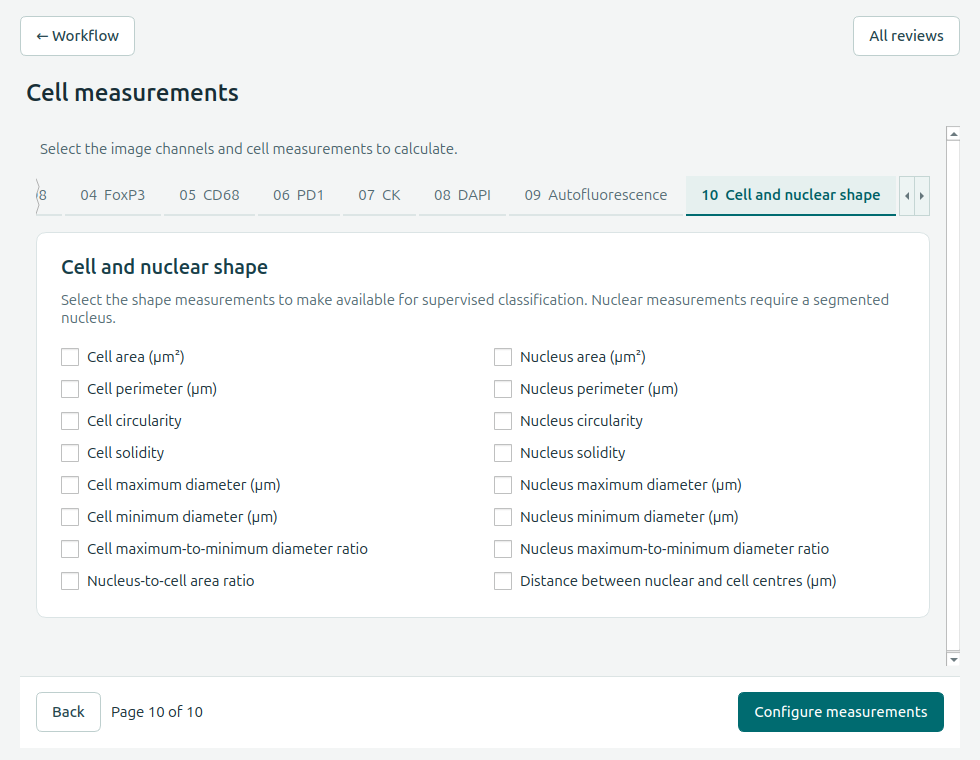 ← Workflow
All reviews
Cell measurements
Select the image channels and cell measurements to calculate.
8 04 FoxP3 05 CD68 06 PD1 07 CK 08 DAPI 09 Autofluorescence 10 Cell and nuclear shape
Cell and nuclear shape
Select the shape measurements to make available for supervised classification. Nuclear measurements require a segmented
nucleus.
Cell area (µm²)
Nucleus area (µm²)
Cell perimeter (µm)
Nucleus perimeter (µm)
Cell circularity
Nucleus circularity
Cell solidity
Nucleus solidity
Cell maximum diameter (µm)
Nucleus maximum diameter (µm)
Cell minimum diameter (µm)
Nucleus minimum diameter (µm)
Cell maximum-to-minimum diameter ratio
Nucleus maximum-to-minimum diameter ratio
Nucleus-to-cell area ratio
Distance between nuclear and cell centres (µm)
Back
Page 10 of 10
Configure measurements